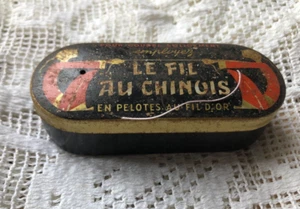 LE FIL
AU CHINOIS
EN PELOTES AU FIL D'OR